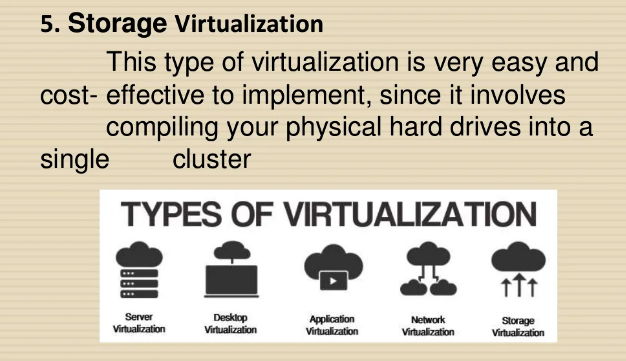 5. Storage Virtualization
This type of virtualization is very easy and
cost- effective to implement, since it involves
compiling your physical hard drives into a
single cluster
TYPES OF VIRTUALIZATION
Server
Virtualization
Desktop
Virtualization
Application
Virtualization
Network
Virtualization
Storage
Virtualization